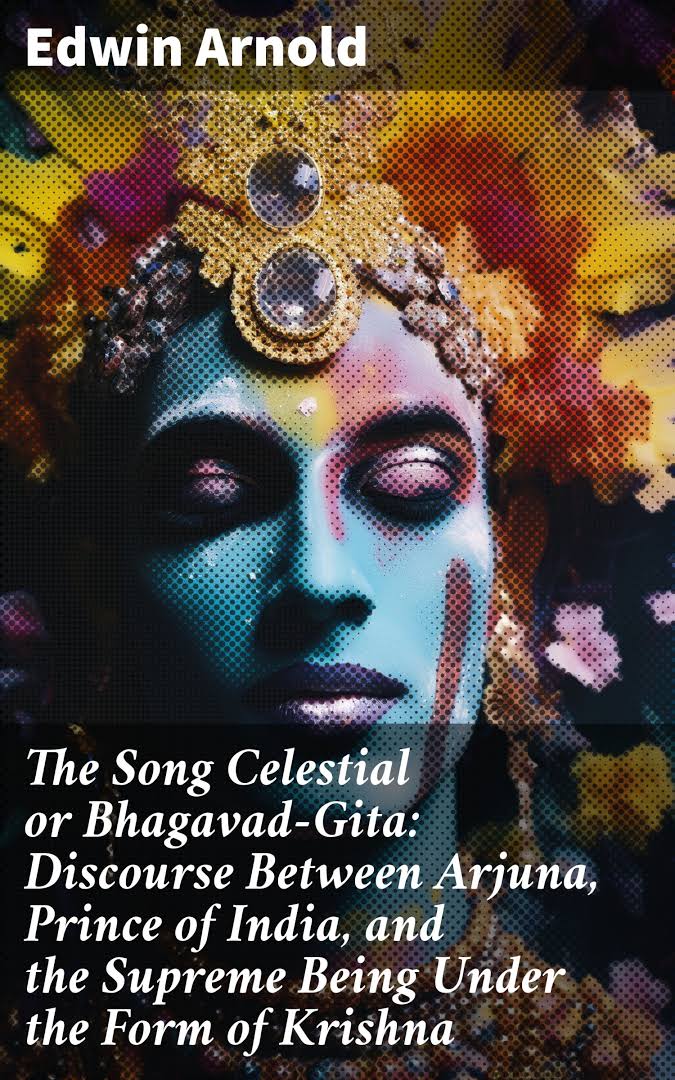 Edwin Arnold
The Song Celestial
or Bhagavad-Gita:
Discourse Between Arjuna,
Prince of India, and
the Supreme Being Under
the Form of Krishna